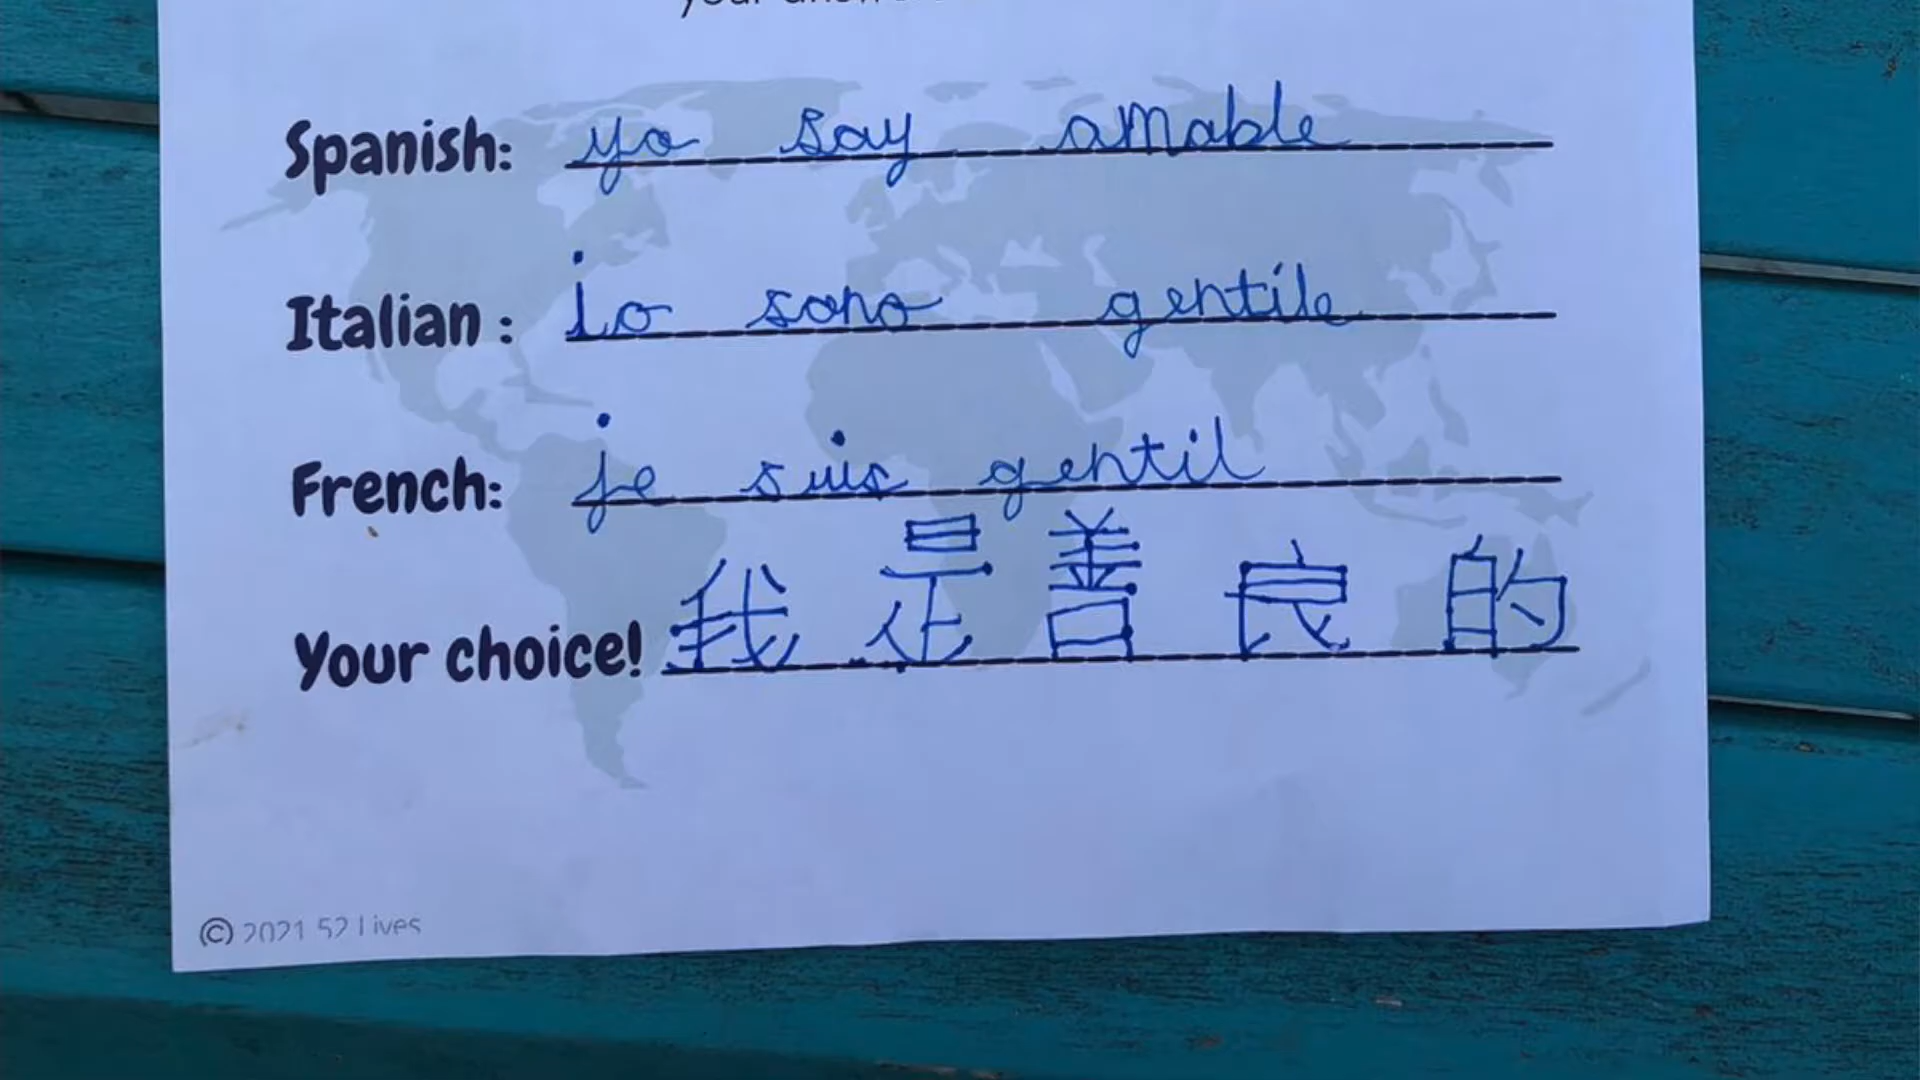 Spanish: yo say amable
Italian : io sono gentile
French: je suis gentil
Your choice! 我 是 善 良 的
© 2021 52 Lives